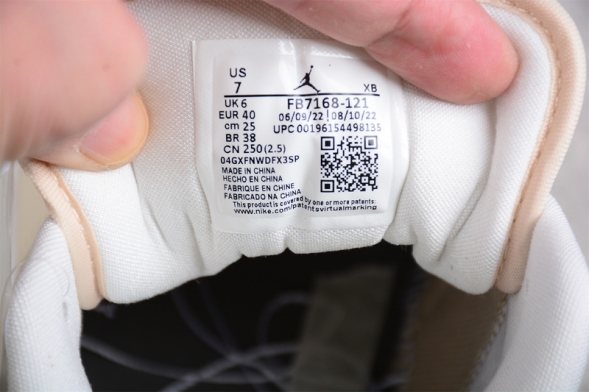 US
7 XB
UK 6 FB7168-121
EUR 40 06/09/22 08/10/22
cm 25 UPC 00196154498135
BR 38
CN 250 (2.5)
04GXFNWDFX3SP
MADE IN CHINA
HECHO EN CHINA
FABRIQUE EN CHINE
FABRICADO NA CHINA
This product is covered by one or more patents:
www.nike.com/patentsvirtualmarking